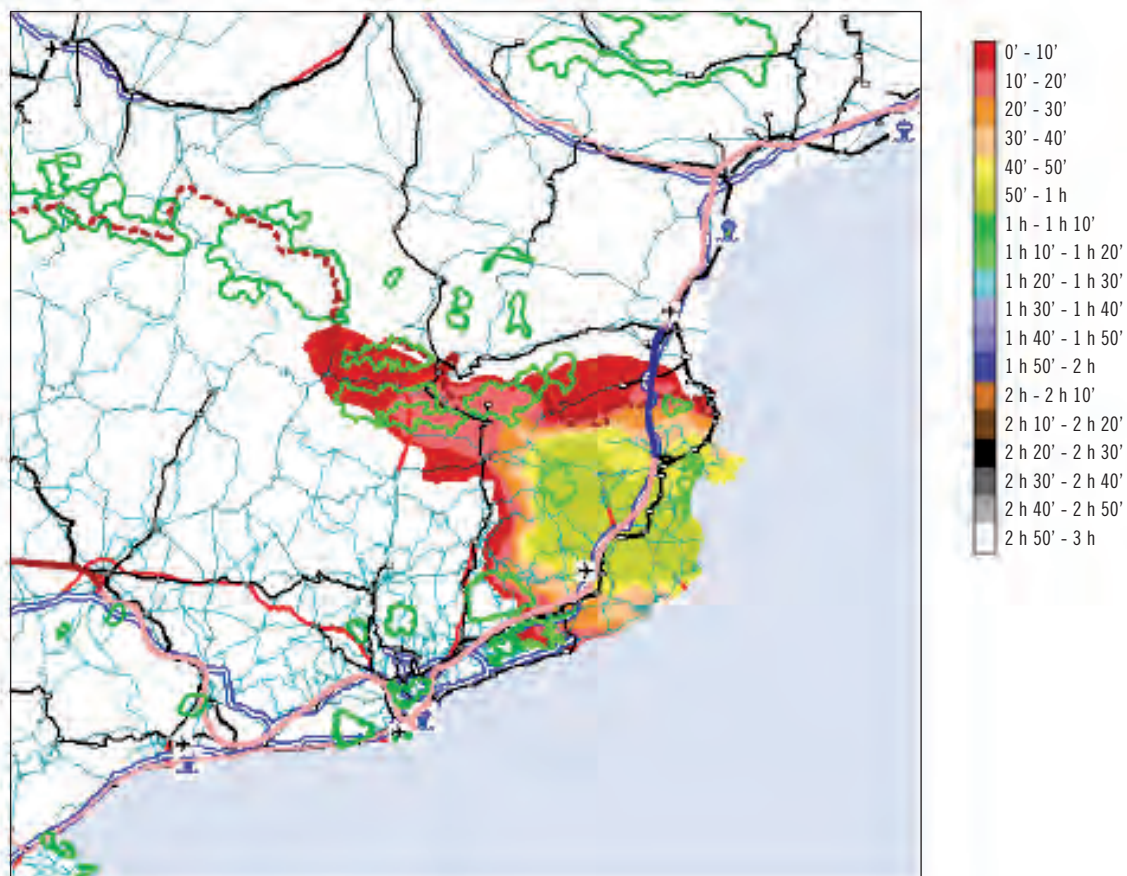 0’ - 10’
10’ - 20’
20’ - 30’
30’ - 40’
40’ - 50’
50’ - 1 h
1 h - 1 h 10’
1 h 10’ - 1 h 20’
1 h 20’ - 1 h 30’
1 h 30’ - 1 h 40’
1 h 40’ - 1 h 50’
1 h 50’ - 2 h
2 h - 2 h 10’
2 h 10’ - 2 h 20’
2 h 20’ - 2 h 30’
2 h 30’ - 2 h 40’
2 h 40’ - 2 h 50’
2 h 50’ - 3 h